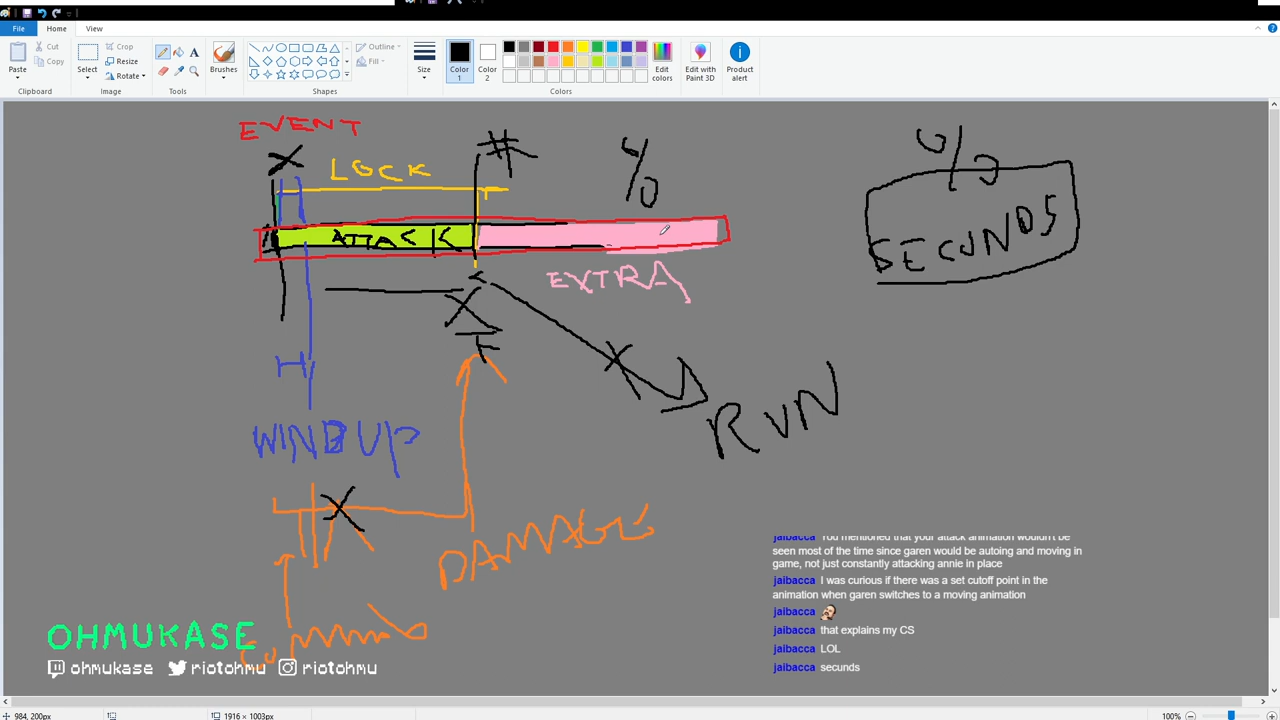 File Home View
Paste Cut Copy Clipboard
Select Crop Resize Rotate Image
Tools
Brushes
Shapes Outline Fill
Size
Color 1 Color 2
Edit colors
Colors
Edit with Paint 3D
Product alert
EVENT
X
LOCK
#
%
%
SECUNDS
ATTACK
EXTRA
RUN
WINDUP
DAMAGE
jaibacca You mentioned that your attack animation wouldn't be
seen most of the time since garen would be autoing and moving in
game, not just constantly attacking annie in place
jaibacca I was curious if there was a set cutoff point in the
animation when garen switches to a moving animation
jaibacca
jaibacca that explains my CS
jaibacca LOL
jaibacca seconds
OHMUKASE
ohmukase riotohmu riotohmu
984, 200px 1916 × 1003px 100%